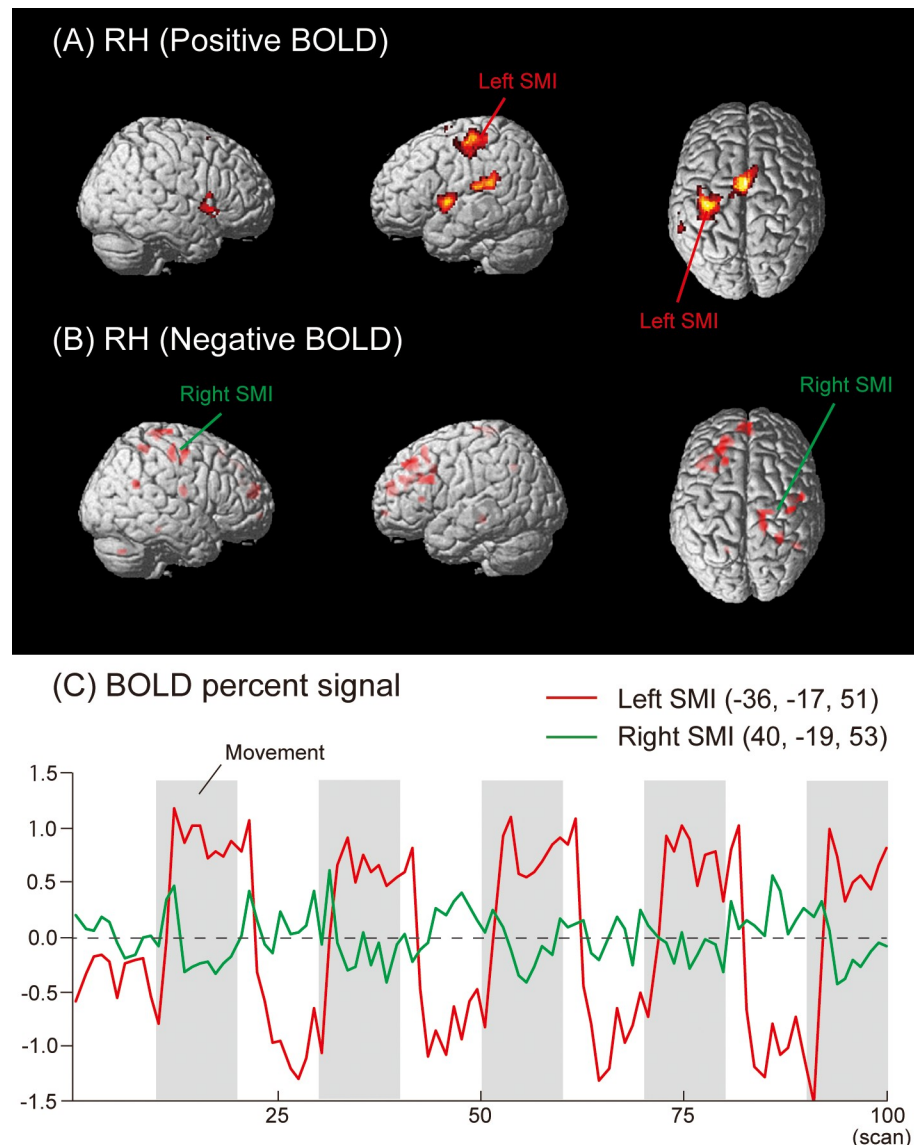 (A) RH (Positive BOLD)
Left SMI
Left SMI
(B) RH (Negative BOLD)
Right SMI
Right SMI
(C) BOLD percent signal
Left SMI (-36, -17, 51)
Right SMI (40, -19, 53)
Movement
1.5
1.0
0.5
0.0
-0.5
-1.0
-1.5
25
50
75
100
(scan)